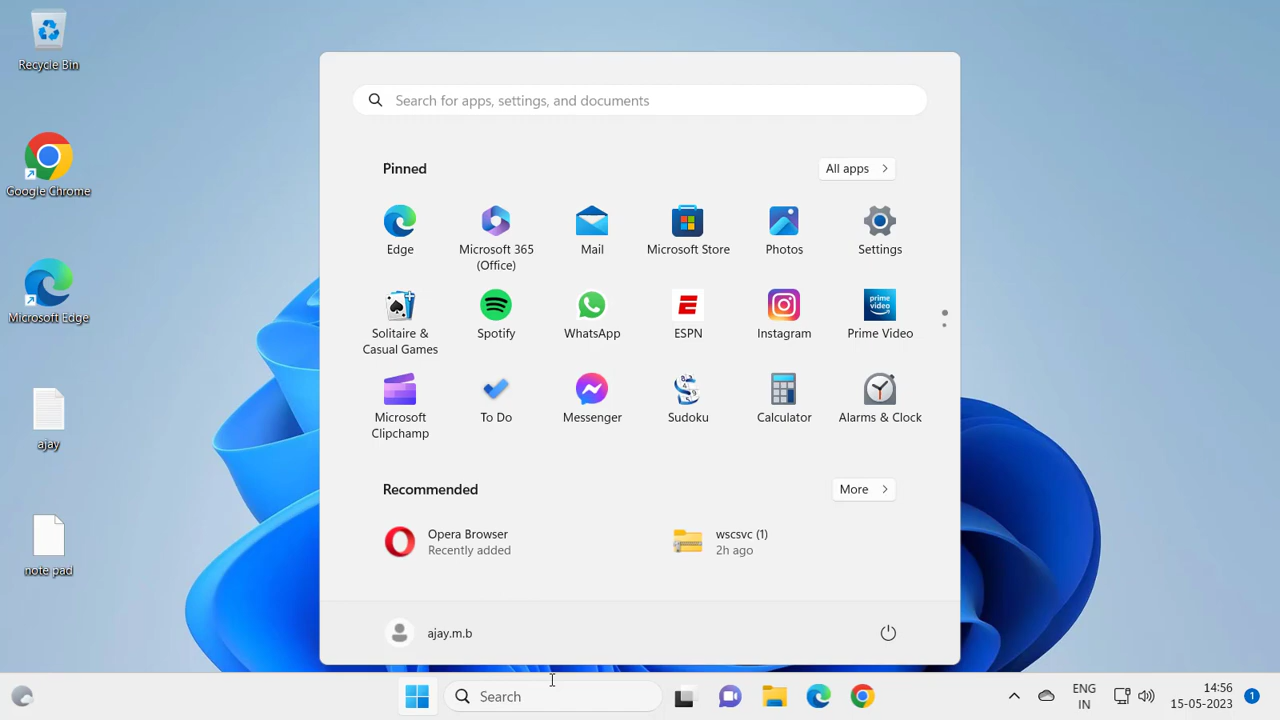 Recycle Bin
Google Chrome
Microsoft Edge
ajay
note pad
Search for apps, settings, and documents
Pinned
All apps
Edge
Microsoft 365
(Office)
Mail
Microsoft Store
Photos
Settings
Solitaire &
Casual Games
Spotify
WhatsApp
ESPN
Instagram
prime
video
Prime Video
Microsoft
Clipchamp
To Do
Messenger
Sudoku
Calculator
Alarms & Clock
Recommended
More
Opera Browser
Recently added
wscsvc (1)
2h ago
ajay.m.b
Search
ENG
IN
14:56
15-05-2023
1